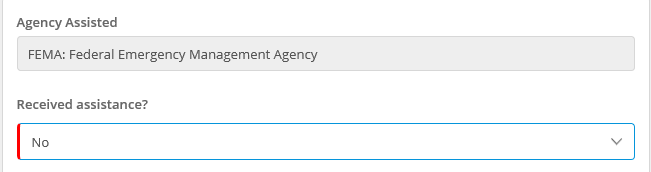 Agency Assisted
FEMA: Federal Emergency Management Agency
Received assistance?
No